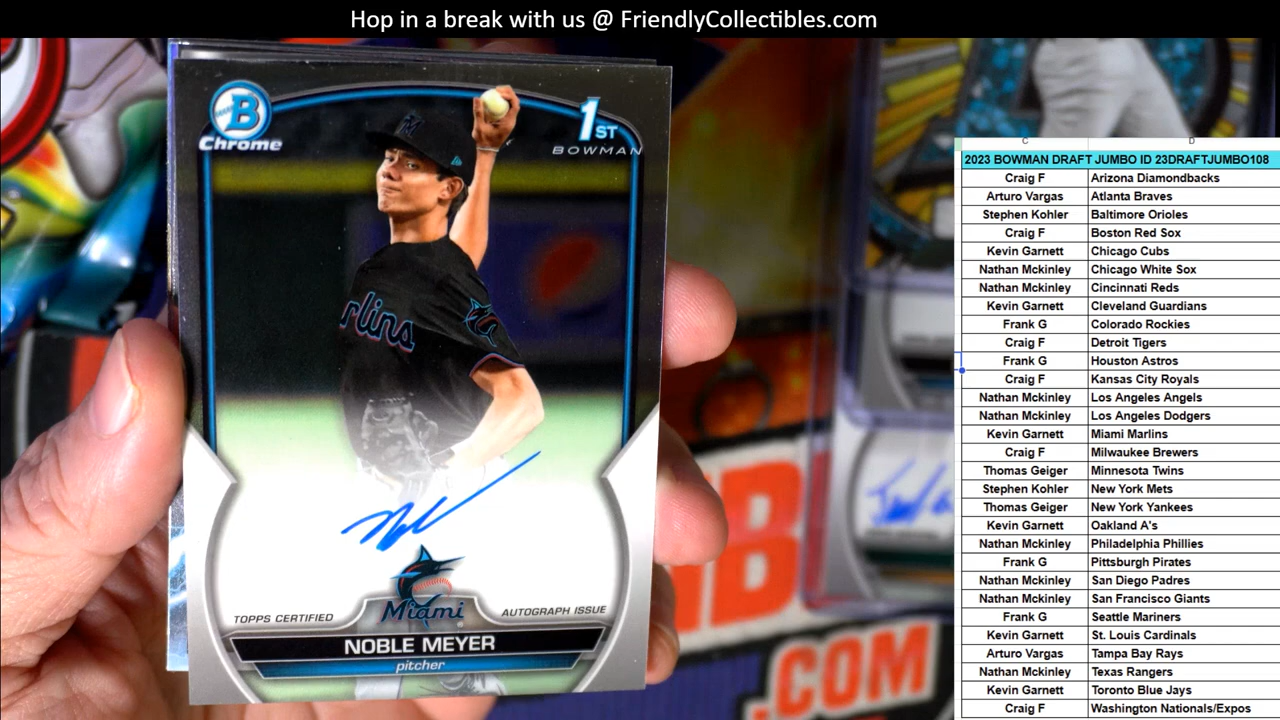 Hop in a break with us @ FriendlyCollectibles.com
B
Chrome
1ST
BOWMAN
M
rlins
Miami
TOPPS CERTIFIED
AUTOGRAPH ISSUE
NOBLE MEYER
pitcher
.COM
C D
2023 BOWMAN DRAFT JUMBO ID 23DRAFTJUMBO108
Craig F Arizona Diamondbacks
Arturo Vargas Atlanta Braves
Stephen Kohler Baltimore Orioles
Craig F Boston Red Sox
Kevin Garnett Chicago Cubs
Nathan Mckinley Chicago White Sox
Nathan Mckinley Cincinnati Reds
Kevin Garnett Cleveland Guardians
Frank G Colorado Rockies
Craig F Detroit Tigers
Frank G Houston Astros
Craig F Kansas City Royals
Nathan Mckinley Los Angeles Angels
Nathan Mckinley Los Angeles Dodgers
Kevin Garnett Miami Marlins
Craig F Milwaukee Brewers
Thomas Geiger Minnesota Twins
Stephen Kohler New York Mets
Thomas Geiger New York Yankees
Kevin Garnett Oakland A's
Nathan Mckinley Philadelphia Phillies
Frank G Pittsburgh Pirates
Nathan Mckinley San Diego Padres
Nathan Mckinley San Francisco Giants
Frank G Seattle Mariners
Kevin Garnett St. Louis Cardinals
Arturo Vargas Tampa Bay Rays
Nathan Mckinley Texas Rangers
Kevin Garnett Toronto Blue Jays
Craig F Washington Nationals/Expos